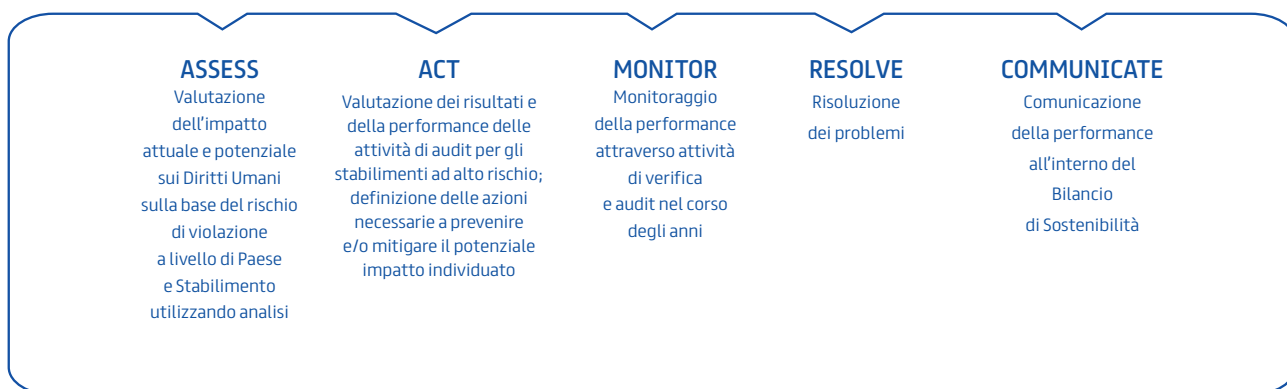 ASSESS
Valutazione
dell'impatto
attuale e potenziale
sui Diritti Umani
sulla base del rischio
di violazione
a livello di Paese
e Stabilimento
utilizzando analisi
ACT
Valutazione dei risultati e
della performance delle
attività di audit per gli
stabilimenti ad alto rischio;
definizione delle azioni
necessarie a prevenire
e/o mitigare il potenziale
impatto individuato
MONITOR
Monitoraggio
della performance
attraverso attività
di verifica
e audit nel corso
degli anni
RESOLVE
Risoluzione
dei problemi
COMMUNICATE
Comunicazione
della performance
all'interno del
Bilancio
di Sostenibilità